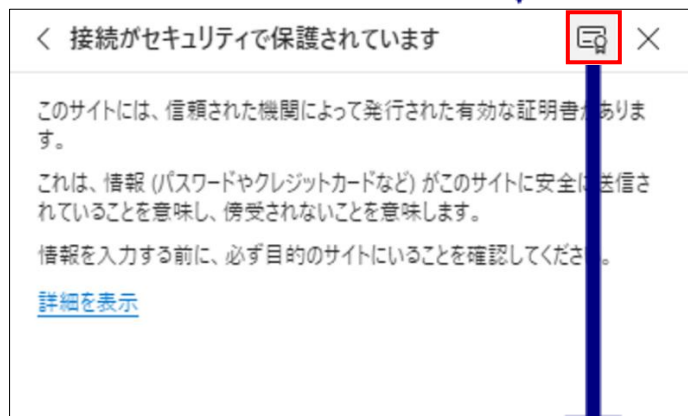 接続がセキュリティで保護されています
このサイトには、信頼された機関によって発行された有効な証明書がありま
す。
これは、情報 (パスワードやクレジットカードなど) がこのサイトに安全に送信さ
れていることを意味し、傍受されないことを意味します。
情報を入力する前に、必ず目的のサイトにいることを確認してください。
詳細を表示